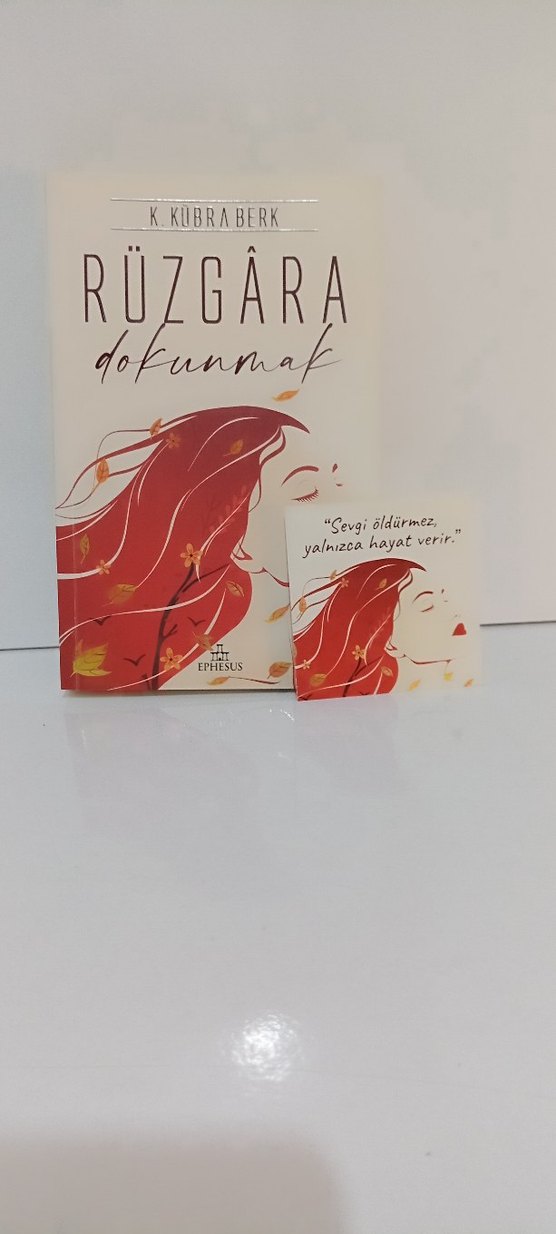 K. KÜBRA BERK
RÜZGÂRA
dokunmak
EPHESUS
"Sevgi öldürmez,
yalnızca hayat verir."